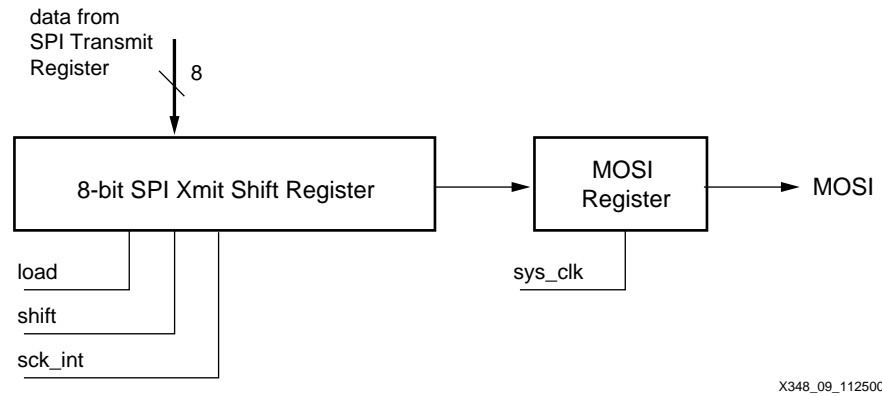 data from
SPI Transmit
Register
8
8-bit SPI Xmit Shift Register
MOSI
Register
MOSI
load
sys_clk
shift
sck_int
X348_09_112500